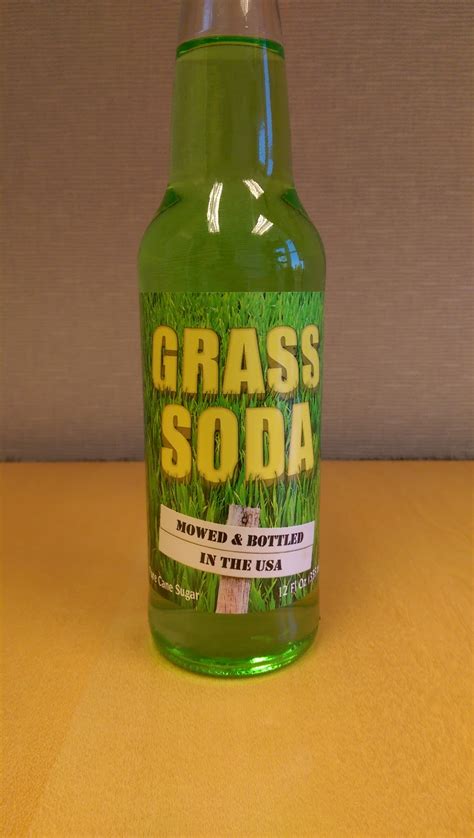 GRASS
SODA
MOWED & BOTTLED
IN THE USA
Cane Sugar
12 Fl Oz